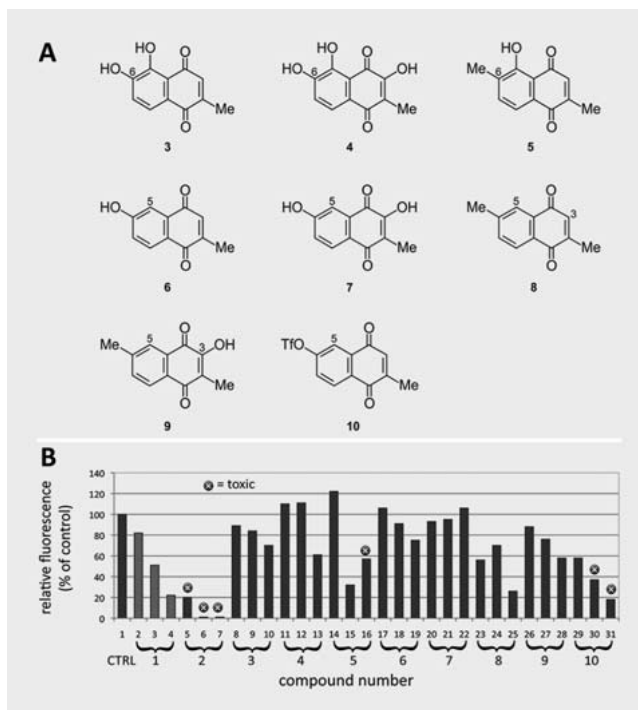 A
HO
O
HO
6
O
Me
3
HO
O
HO
6
OH
O
Me
4
HO
O
Me
6
O
Me
5
O
HO
5
O
Me
6
O
HO
5
OH
O
Me
7
O
Me
5
3
O
Me
8
O
Me
5
3
OH
O
Me
9
O
TfO
5
O
Me
10
B
relative fluorescence
(% of control)
140
120
100
80
60
40
20
0
= toxic
1 2 3 4 5 6 7 8 9 10 11 12 13 14 15 16 17 18 19 20 21 22 23 24 25 26 27 28 29 30 31
CTRL 1 2 3 4 5 6 7 8 9 10
compound number